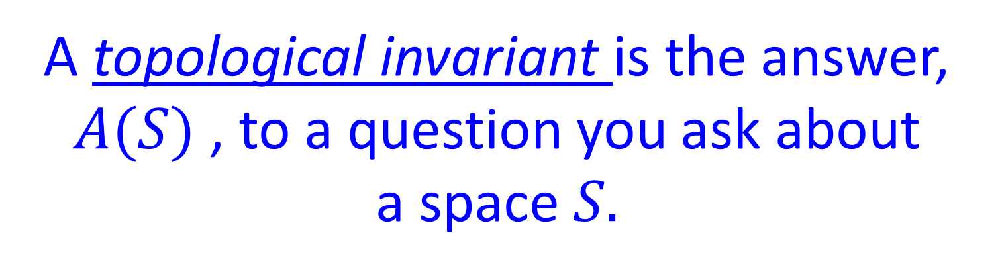 A topological invariant is the answer,
A(S) , to a question you ask about
a space S.